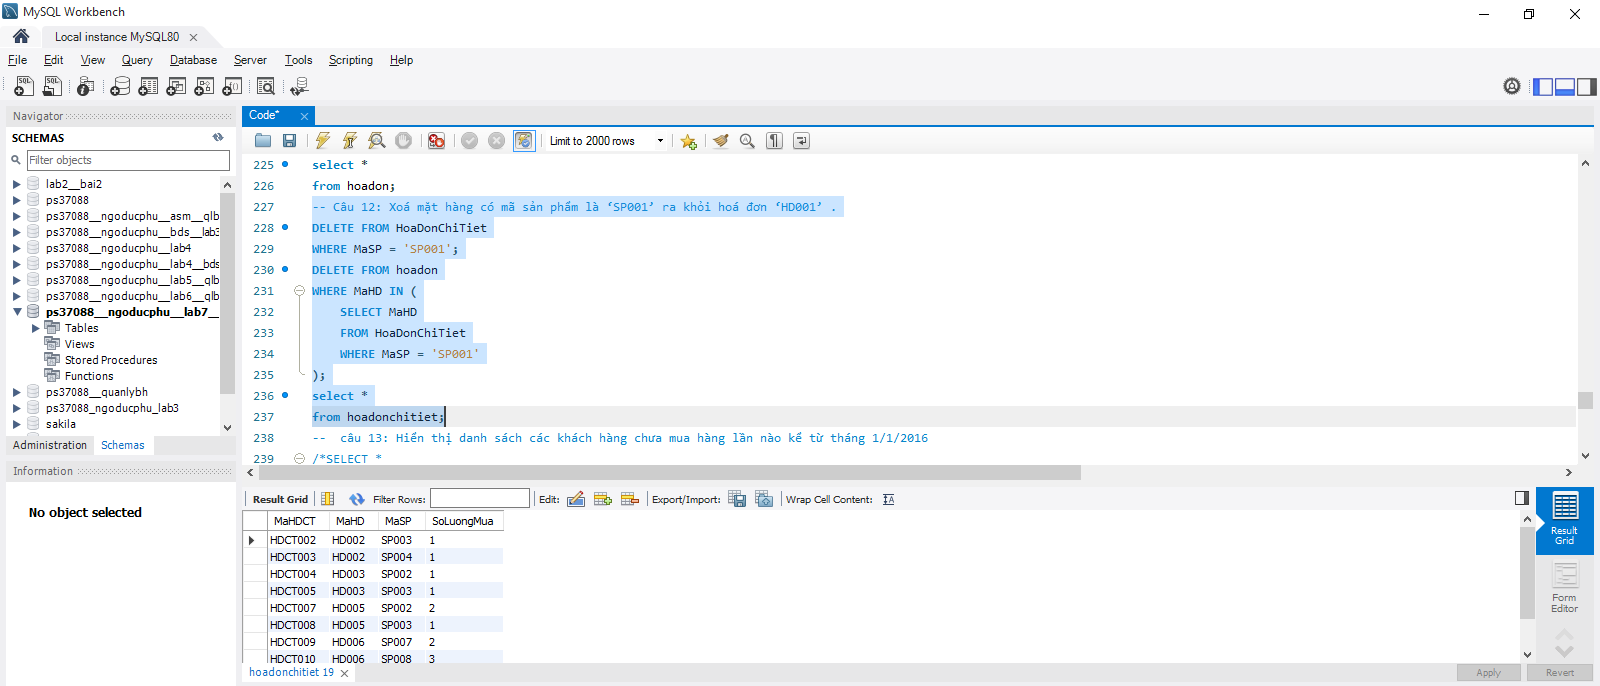 MySQL Workbench
Local instance MySQL80
File Edit View Query Database Server Tools Scripting Help
Navigator
SCHEMAS
Filter objects
lab2__bai2
ps37088
ps37088__ngoducphu__asm__qlb
ps37088__ngoducphu__bds__lab3
ps37088__ngoducphu__lab4
ps37088__ngoducphu__lab4__bds
ps37088__ngoducphu__lab5__qlb
ps37088__ngoducphu__lab6__qlb
ps37088__ngoducphu__lab7__
Tables
Views
Stored Procedures
Functions
ps37088__quanlybh
ps37088_ngoducphu_lab3
sakila
Administration Schemas
Information
No object selected
Code*
Limit to 2000 rows
225 select *
226 from hoadon;
227 -- Câu 12: Xoá mặt hàng có mã sản phẩm là ‘SP001’ ra khỏi hoá đơn ‘HD001’ .
228 DELETE FROM HoaDonChiTiet
229 WHERE MaSP = 'SP001';
230 DELETE FROM hoadon
231 WHERE MaHD IN (
232 SELECT MaHD
233 FROM HoaDonChiTiet
234 WHERE MaSP = 'SP001'
235 );
236 select *
237 from hoadonchitiet;
238 -- câu 13: Hiển thị danh sách các khách hàng chưa mua hàng lần nào kể từ tháng 1/1/2016
239 /*SELECT *
Result Grid Filter Rows: Edit: Export/Import: Wrap Cell Content:
MaHDCT MaHD MaSP SoLuongMua
HDCT002 HD002 SP003 1
HDCT003 HD002 SP004 1
HDCT004 HD003 SP002 1
HDCT005 HD003 SP003 1
HDCT007 HD005 SP002 2
HDCT008 HD005 SP003 1
HDCT009 HD006 SP007 2
HDCT010 HD006 SP008 3
Result
Grid
Form
Editor
hoadonchitiet 19
Apply Revert